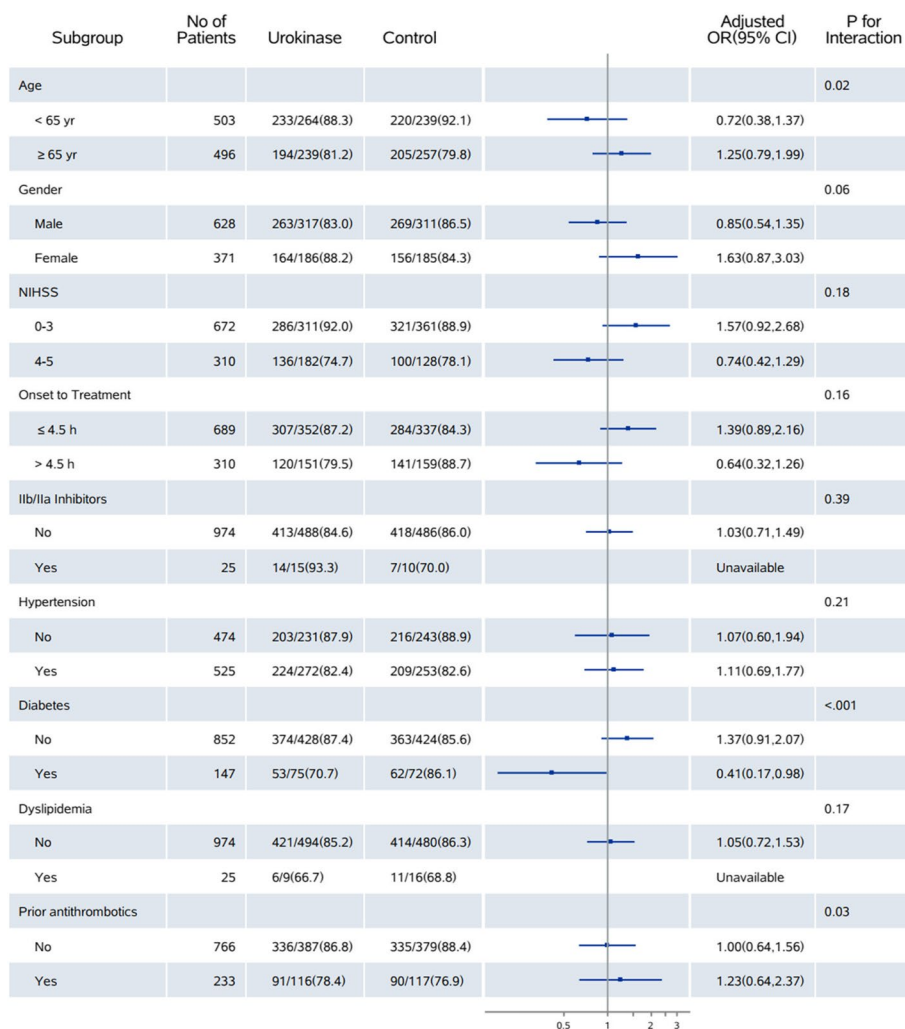 Subgroup No of Patients Urokinase Control Adjusted OR(95% CI) P for Interaction
Age 0.02
< 65 yr 503 233/264(88.3) 220/239(92.1) 0.72(0.38,1.37)
≥ 65 yr 496 194/239(81.2) 205/257(79.8) 1.25(0.79,1.99)
Gender 0.06
Male 628 263/317(83.0) 269/311(86.5) 0.85(0.54,1.35)
Female 371 164/186(88.2) 156/185(84.3) 1.63(0.87,3.03)
NIHSS 0.18
0-3 672 286/311(92.0) 321/361(88.9) 1.57(0.92,2.68)
4-5 310 136/182(74.7) 100/128(78.1) 0.74(0.42,1.29)
Onset to Treatment 0.16
≤ 4.5 h 689 307/352(87.2) 284/337(84.3) 1.39(0.89,2.16)
> 4.5 h 310 120/151(79.5) 141/159(88.7) 0.64(0.32,1.26)
IIb/IIa Inhibitors 0.39
No 974 413/488(84.6) 418/486(86.0) 1.03(0.71,1.49)
Yes 25 14/15(93.3) 7/10(70.0) Unavailable
Hypertension 0.21
No 474 203/231(87.9) 216/243(88.9) 1.07(0.60,1.94)
Yes 525 224/272(82.4) 209/253(82.6) 1.11(0.69,1.77)
Diabetes <.001
No 852 374/428(87.4) 363/424(85.6) 1.37(0.91,2.07)
Yes 147 53/75(70.7) 62/72(86.1) 0.41(0.17,0.98)
Dyslipidemia 0.17
No 974 421/494(85.2) 414/480(86.3) 1.05(0.72,1.53)
Yes 25 6/9(66.7) 11/16(68.8) Unavailable
Prior antithrombotics 0.03
No 766 336/387(86.8) 335/379(88.4) 1.00(0.64,1.56)
Yes 233 91/116(78.4) 90/117(76.9) 1.23(0.64,2.37)
0.5 1 2 3